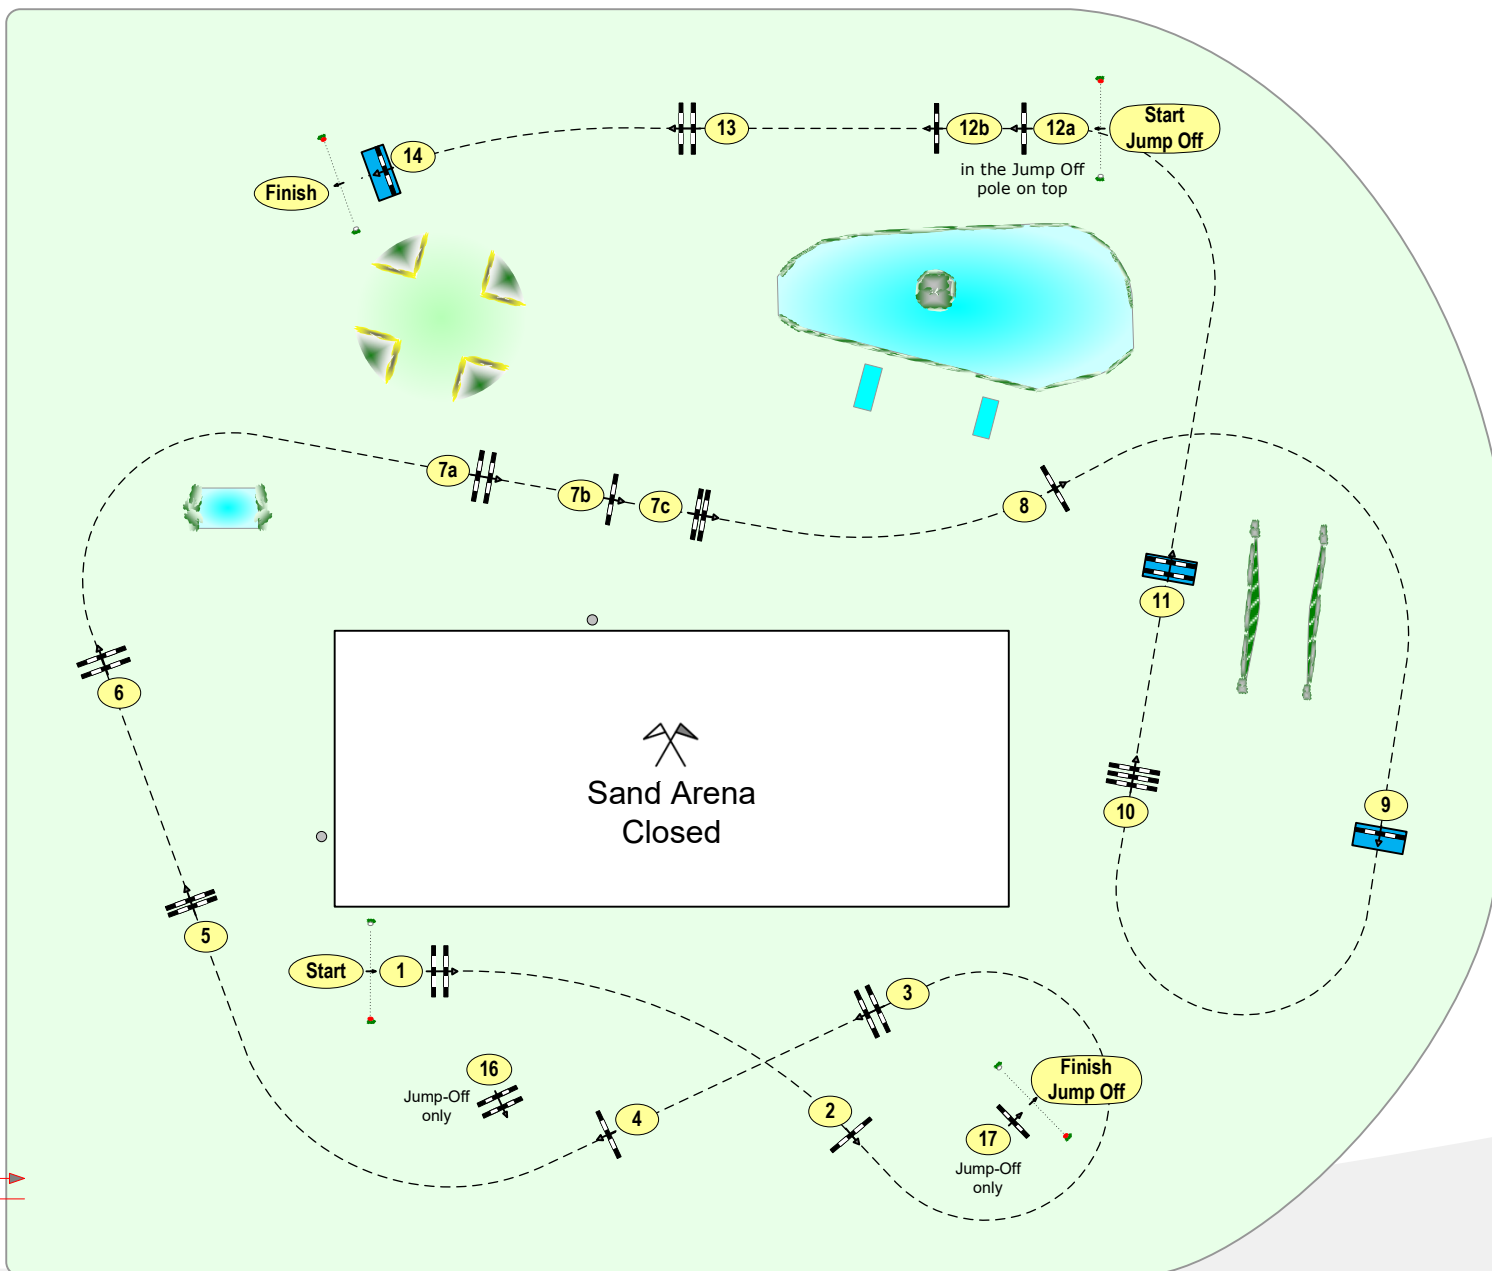 Start
Jump Off
12a
12b
13
in the Jump Off
pole on top
14
Finish
7a
7b
7c
8
11
6
Sand Arena
Closed
10
9
5
Start
1
3
16
Jump-Off
only
4
2
Finish
Jump Off
17
Jump-Off
only